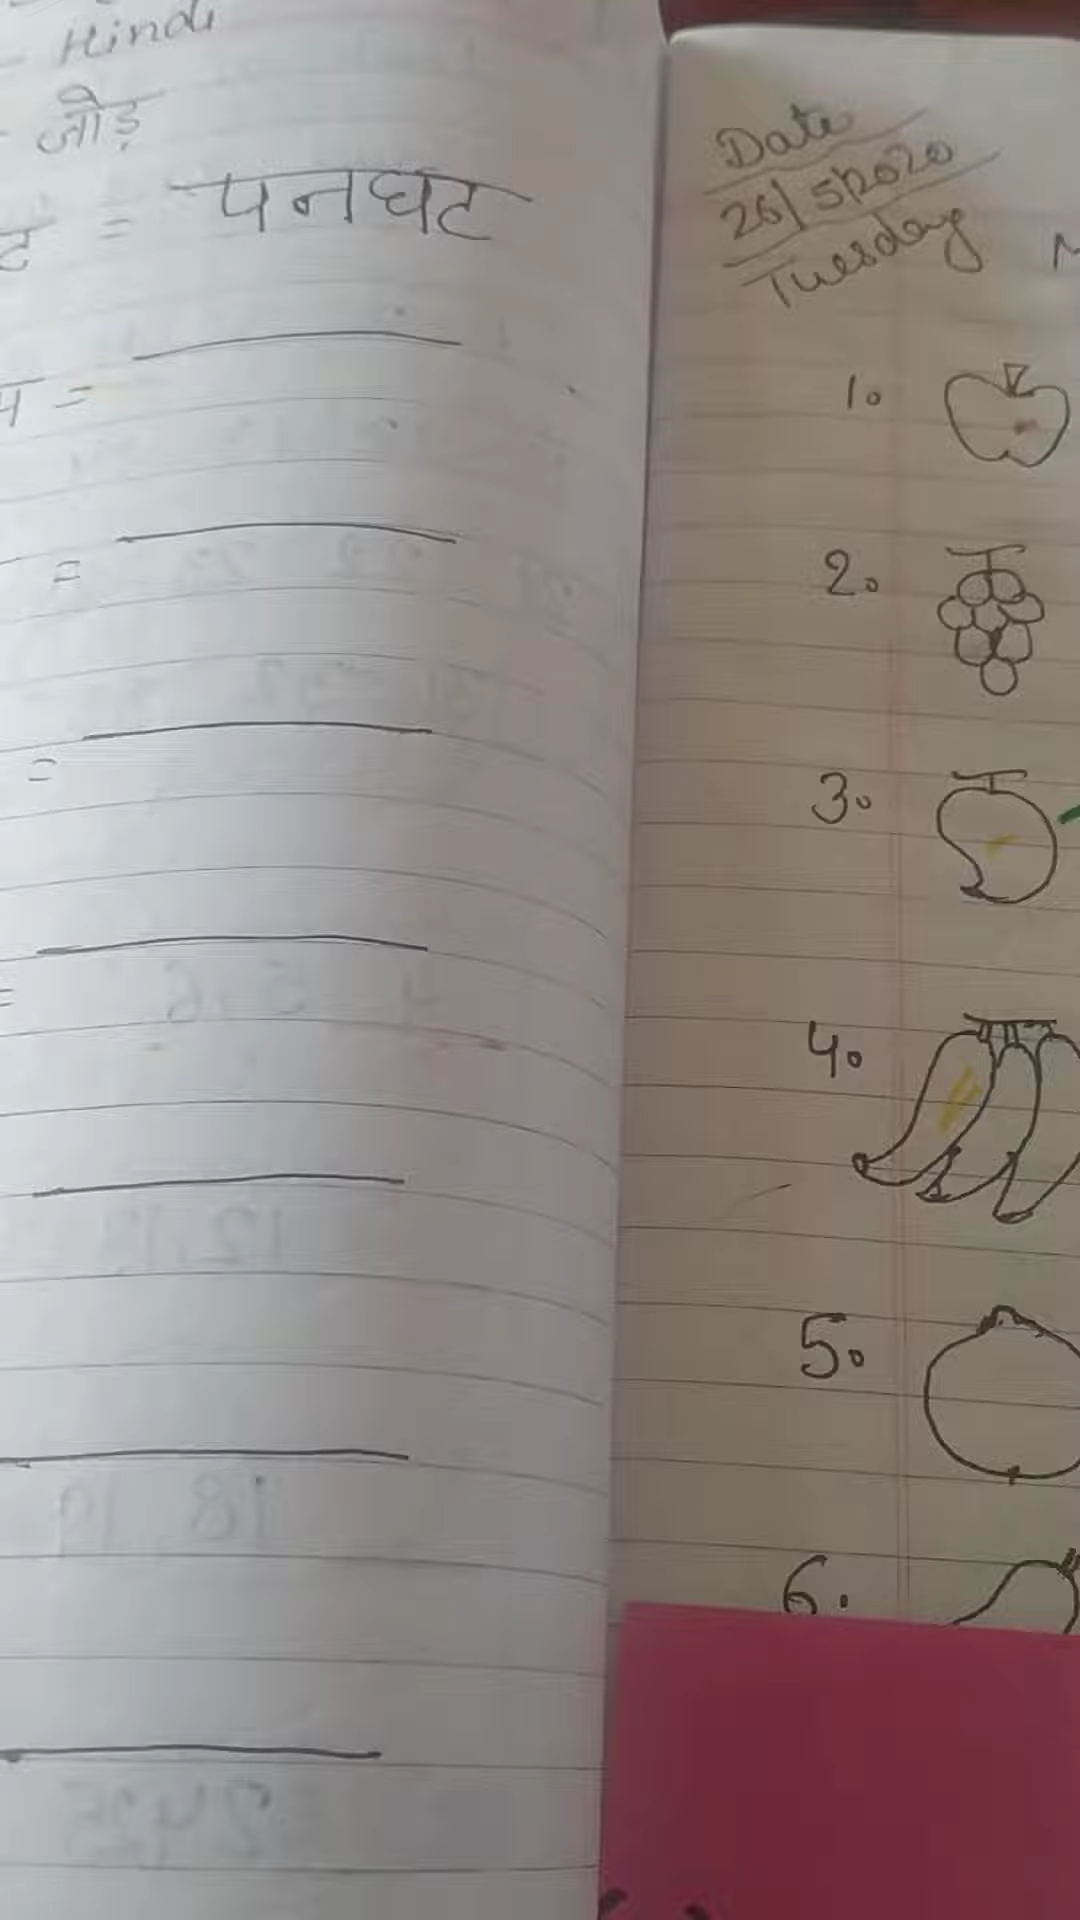 Hindi
जोड़
ट = पनघट
प =
=
=
=
Date
26/5/2020
Tuesday
1.
2.
3.
4.
5.
6.